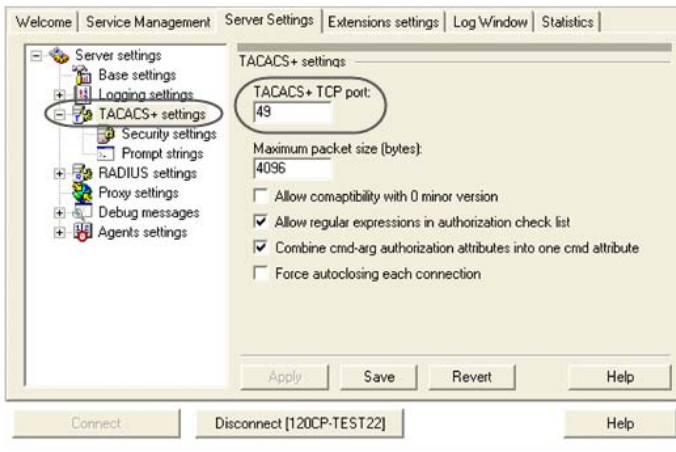 Welcome Service Management Server Settings Extensions settings Log Window Statistics
Server settings
Base settings
Logging settings
TACACS+ settings
Security settings
Prompt strings
RADIUS settings
Proxy settings
Debug messages
Agents settings
TACACS+ settings
TACACS+ TCP port:
49
Maximum packet size (bytes):
4096
Allow comaptibility with 0 minor version
Allow regular expressions in authorization check list
Combine cmd-arg authorization attributes into one cmd attribute
Force autoclosing each connection
Apply Save Revert Help
Connect Disconnect [120CP-TEST22] Help